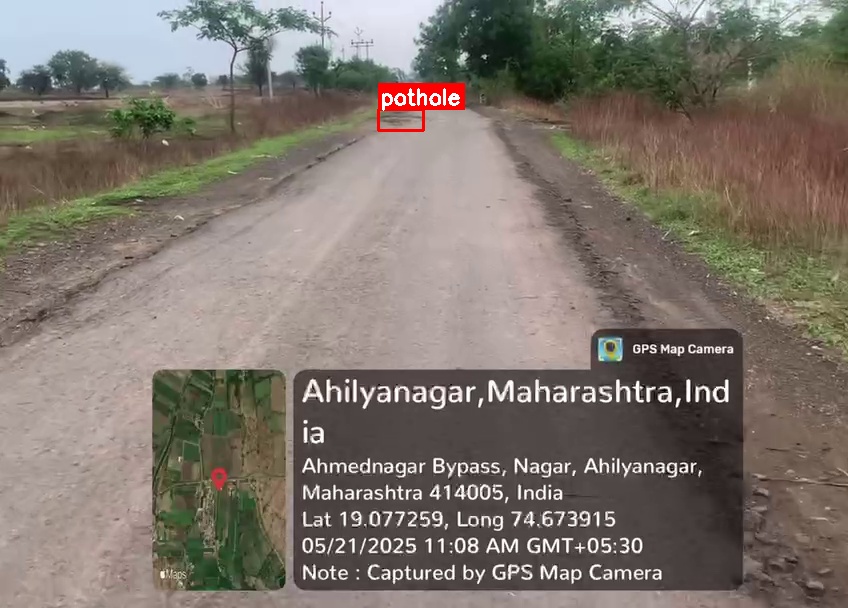 pothole
GPS Map Camera
Ahilyanagar,Maharashtra,Ind
ia
Ahmednagar Bypass, Nagar, Ahilyanagar,
Maharashtra 414005, India
Lat 19.077259, Long 74.673915
05/21/2025 11:08 AM GMT+05:30
Note : Captured by GPS Map Camera
Maps